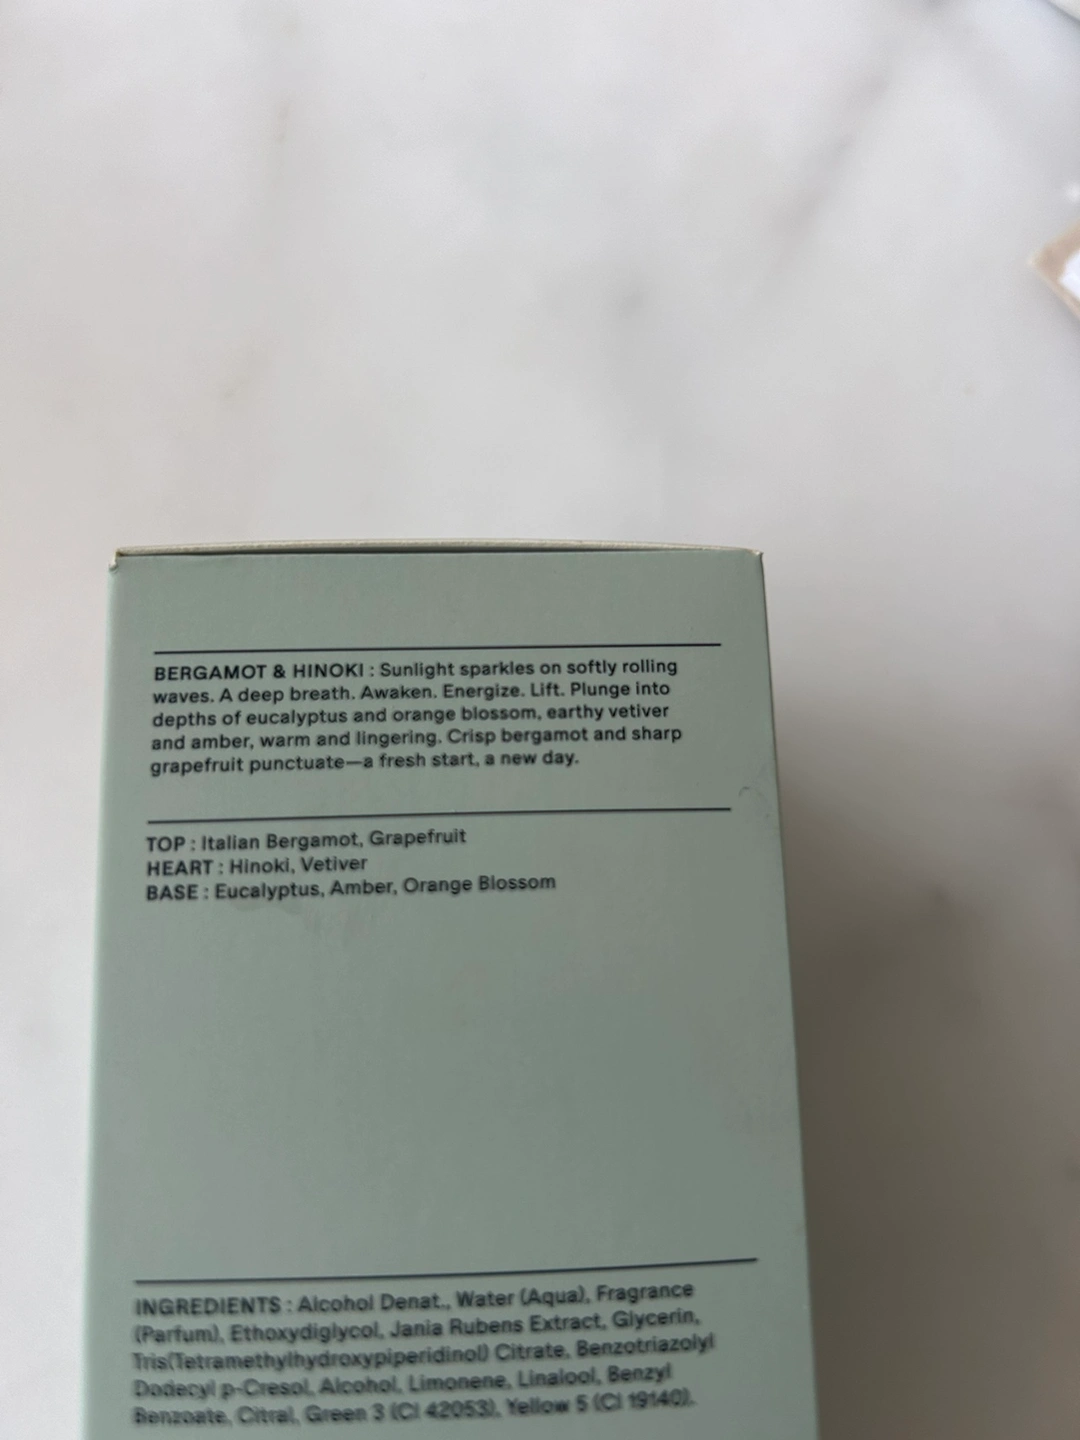 BERGAMOT & HINOKI : Sunlight sparkles on softly rolling
waves. A deep breath. Awaken. Energize. Lift. Plunge into
depths of eucalyptus and orange blossom, earthy vetiver
and amber, warm and lingering. Crisp bergamot and sharp
grapefruit punctuate—a fresh start, a new day.
TOP : Italian Bergamot, Grapefruit
HEART : Hinoki, Vetiver
BASE : Eucalyptus, Amber, Orange Blossom
INGREDIENTS : Alcohol Denat., Water (Aqua), Fragrance
(Parfum), Ethoxydiglycol, Jania Rubens Extract, Glycerin,
Tris(Tetramethylhydroxypiperidinol) Citrate, Benzotriazolyl
Dodecyl p-Cresol, Alcohol, Limonene, Linalool, Benzyl
Benzoate, Citral, Green 3 (CI 42053), Yellow 5 (CI 19140).